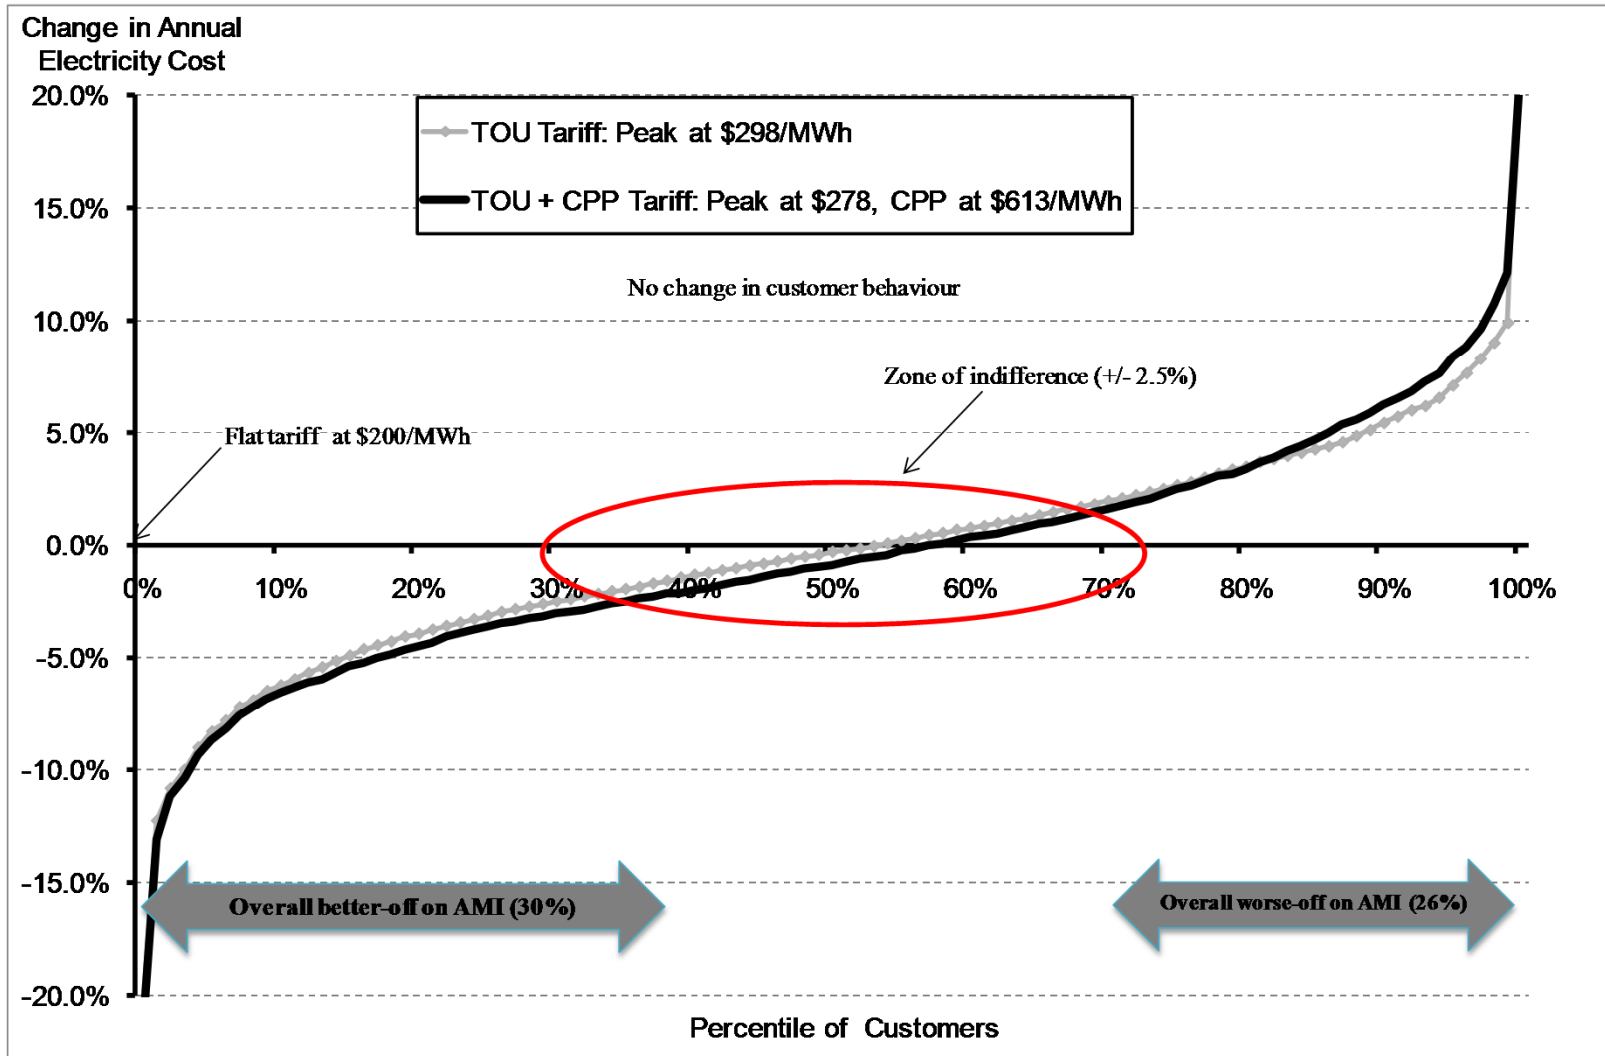 Change in Annual
Electricity Cost
20.0%
15.0%
10.0%
5.0%
0.0%
-5.0%
-10.0%
-15.0%
-20.0%
TOU Tariff: Peak at $298/MWh
TOU + CPP Tariff: Peak at $278, CPP at $613/MWh
No change in customer behaviour
Zone of indifference (+/- 2.5%)
Flat tariff at $200/MWh
0% 10% 20% 30% 40% 50% 60% 70% 80% 90% 100%
Overall better-off on AMI (30%)
Overall worse-off on AMI (26%)
Percentile of Customers